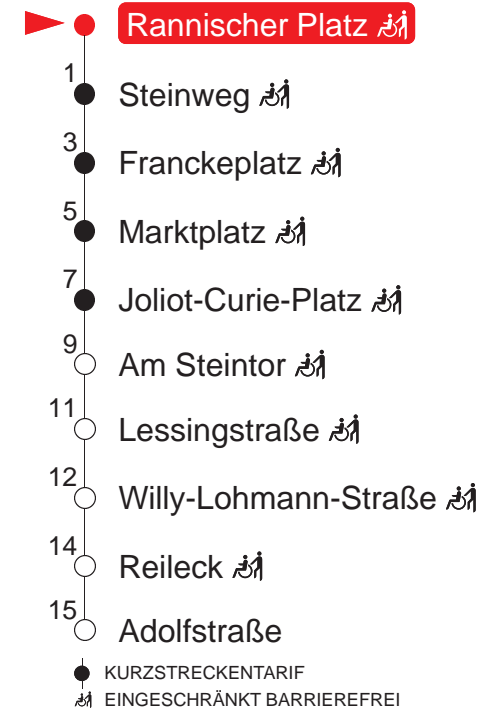 Rannischer Platz
1
Steinweg
3
Franckeplatz
5
Marktplatz
7
Joliot-Curie-Platz
9
Am Steintor
11
Lessingstraße
12
Willy-Lohmann-Straße
14
Reileck
15
Adolfstraße
KURZSTRECKENTARIF
EINGESCHRÄNKT BARRIEREFREI